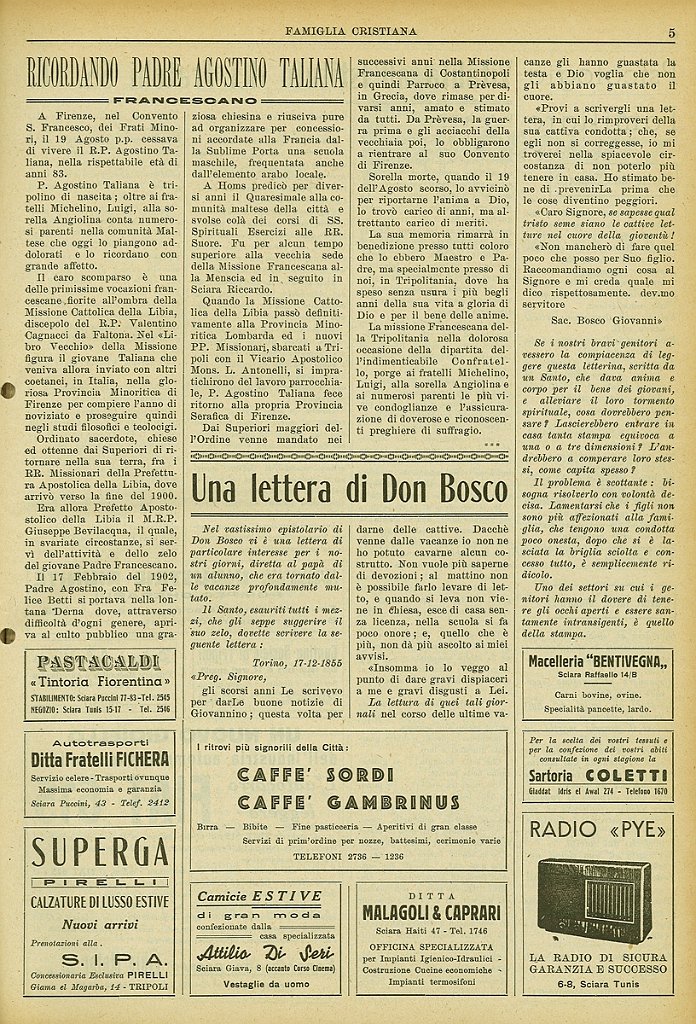 FAMIGLIA CRISTIANA
5
RICORDANDO PADRE AGOSTINO TALIANA
FRANCESCANO
A Firenze, nel Convento
S. Francesco, dei Frati Mino-
ri, il 19 Agosto p.p. cessava
di vivere il R.P. Agostino Ta-
liana, nella rispettabile età di
anni 83.
P. Agostino Taliana è tri-
polino di nascita; oltre ai fra-
telli Michelino, Luigi, alla so-
rella Angiolina conta numero-
si parenti nella comunità Mal-
tese che oggi lo piangono ad-
dolorati e lo ricordano con
grande affetto.
Il caro scomparso è una
delle primissime vocazioni fran-
cescane fiorite all'ombra della
Missione Cattolica della Libia,
discepolo del R.P. Valentino
Cagnacci da Faltona. Nel «Li-
bro Vecchio» della Missione
figura il giovane Taliana che
veniva allora inviato con altri
coetanei, in Italia, nella glo-
riosa Provincia Minoritica di
Firenze per compiere l'anno di
noviziato e proseguire quindi
negli studi filosofici e teologici.
Ordinato sacerdote, chiese
ed ottenne dai Superiori di ri-
tornare nella sua terra, fra i
RR. Missionari della Prefettu-
ra Apostolica della Libia, dove
arrivò verso la fine del 1900.
Era allora Prefetto Aposto-
stolico della Libia il M.R.P.
Giuseppe Bevilacqua, il quale,
in svariate circostanze, si ser-
vì dell'attività e dello zelo
del giovane Padre Francescano.
Il 17 Febbraio del 1902,
Padre Agostino, con Fra Fe-
lice Betti si portava nella lon-
tana Derna dove, attraverso
difficoltà d'ogni genere, apri-
va al culto pubblico una gra-
ziosa chiesina e riusciva pure
ad organizzare per concessio-
ni accordate alla Francia dal-
la Sublime Porta una scuola
maschile, frequentata anche
dall'elemento arabo locale.
A Homs predicò per diver-
si anni il Quaresimale alla co-
munità maltese della città e
svolse colà dei corsi di SS.
Spirituali Esercizi alle RR.
Suore. Fu per alcun tempo
superiore alla vecchia sede
della Missione Francescana al-
la Menscia ed in seguito in
Sciara Riccardo.
Quando la Missione Catto-
lica della Libia passò definiti-
vamente alla Provincia Mino-
ritica Lombarda ed i nuovi
PP. Missionari, sbarcati a Tri-
poli con il Vicario Apostolico
Mons. L. Antonelli, si impra-
tichirono del lavoro parrocchia-
le, P. Agostino Taliana fece
ritorno alla propria Provincia
Serafica di Firenze.
Dai Superiori maggiori del-
l'Ordine venne mandato nei
successivi anni nella Missione
Francescana di Costantinopoli
e quindi Parroco a Prèvesa,
in Grecia, dove rimase per di-
versi anni, amato e stimato
da tutti. Da Prèvesa, la guer-
ra prima e gli acciacchi della
vecchiaia poi, lo obbligarono
a rientrare al suo Convento
di Firenze.
Sorella morte, quando il 19
dell'Agosto scorso, lo avvicinò
per riportarne l'anima a Dio,
lo trovò carico di anni, ma al-
trettanto carico di meriti.
La sua memoria rimarrà in
benedizione presso tutti coloro
che lo ebbero Maestro e Pa-
dre, ma specialmente presso di
noi, in Tripolitania, dove ha
speso senza usura i più begli
anni della sua vita a gloria di
Dio e per il bene delle anime.
La missione Francescana del-
la Tripolitania nella dolorosa
occasione della dipartita del-
l'indimenticabile Confratel-
lo, porge ai fratelli Michelino,
Luigi, alla sorella Angiolina e
ai numerosi parenti le più vi-
ve condoglianze e l'assicura-
zione di doverose e riconoscen-
ti preghiere di suffragio.
* * *
Una lettera di Don Bosco
Nel vastissimo epistolario di
Don Bosco vi è una lettera di
particolare interesse per i no-
stri giorni, diretta al papà di
un alunno, che era tornato dal-
le vacanze profondamente mu-
tato.
Il Santo, esauriti tutti i mez-
zi, che gli seppe suggerire il
suo zelo, dovette scrivere la se-
guente lettera:
Torino, 17-12-1855
«Preg. Signore,
gli scorsi anni Le scrivevo
per darLe buone notizie di
Giovannino; questa volta per
darne delle cattive. Dacchè
venne dalle vacanze io non ne
ho potuto cavarne alcun co-
strutto. Non vuole più saperne
di devozioni; al mattino non
è possibile farlo levare di let-
to, e quando si leva non vie-
ne in chiesa, esce di casa sen-
za licenza, nella scuola si fa
poco onore; e, quello che è
più, non dà più ascolto ai miei
avvisi.
«Insomma io lo veggo al
punto di dare gravi dispiaceri
a me e gravi disgusti a Lei.
La lettura di quei tali gior-
nali nel corso delle ultime va-
canze gli hanno guastata la
testa e Dio voglia che non
gli abbiano guastato il
cuore.
«Provi a scrivergli una let-
tera, in cui lo rimproveri della
sua cattiva condotta; che, se
egli non si correggesse, io mi
troverei nella spiacevole cir-
costanza di non poterlo più
tenere in casa. Ho stimato be-
ne di prevenirLa prima che
le cose diventino peggiori.
«Caro Signore, se sapesse qual
tristo seme siano le cattive let-
ture nel cuore della gioventù!
«Non mancherò di fare quel
poco che posso per Suo figlio.
Raccomandiamo ogni cosa al
Signore e mi creda quale mi
dico rispettosamente. dev.mo
servitore
Sac. Bosco Giovanni»
Se i nostri bravi genitori a-
vessero la compiacenza di leg-
gere questa letterina, scritta da
un Santo, che dava anima e
corpo per il bene dei giovani,
e alleviare il loro tormento
spirituale, cosa dovrebbero pen-
sare? Lascierebbero entrare in
casa tanta stampa equivoca a
una o a tre dimensioni? L'an-
drebbero a comperare loro stes-
si, come capita spesso?
Il problema è scottante: bi-
sogna risolverlo con volontà de-
cisa. Lamentarsi che i figli non
sono più affezionati alla fami-
glia, che tengono una condotta
poco onesta, dopo che si è la-
sciata la briglia sciolta e con-
cesso tutto, è semplicemente ri-
dicolo.
Uno dei settori su cui i ge-
nitori hanno il dovere di tene-
re gli occhi aperti e essere san-
tamente intransigenti, è quello
della stampa.
PASTACALDI
«Tintoria Fiorentina»
STABILIMENTO: Sciara Puccini 77-83 - Tel. 2545
NEGOZIO: Sciara Tunis 15-17 - Tel. 2546
Autotrasporti
Ditta Fratelli FICHERA
Servizio celere - Trasporti ovunque
Massima economia e garanzia
Sciara Puccini, 43 - Telef. 2412
SUPERGA
PIRELLI
CALZATURE DI LUSSO ESTIVE
Nuovi arrivi
Prenotazioni alla.
S. I. P. A.
Concessionaria Esclusiva PIRELLI
Giama el Magarba, 14 - TRIPOLI
I ritrovi più signorili della Città:
CAFFE' SORDI
CAFFE' GAMBRINUS
Birra — Bibite — Fine pasticceria — Aperitivi di gran classe
Servizi di prim'ordine per nozze, battesimi, cerimonie varie
TELEFONI 2736 — 1236
Camicie ESTIVE
di gran moda
confezionate dalla
casa specializzata
Attilio Di Seri
Sciara Giava, 8 (accanto Corso Cinema)
Vestaglie da uomo
DITTA
MALAGOLI & CAPRARI
Sciara Haiti 47 - Tel. 1746
OFFICINA SPECIALIZZATA
per Impianti Igienico-Idraulici -
Costruzione Cucine economiche -
Impianti termosifoni
Macelleria "BENTIVEGNA„
Sciara Raffaello 14/B
Carni bovine, ovine.
Specialità pancette, lardo.
Per la scelta dei vostri tessuti e
per la confezione dei vostri abiti
consultate in ogni stagione la
Sartoria COLETTI
Giaddat Idris el Awal 274 - Telefono 1670
RADIO «PYE»
LA RADIO DI SICURA
GARANZIA E SUCCESSO
6-8, Sciara Tunis